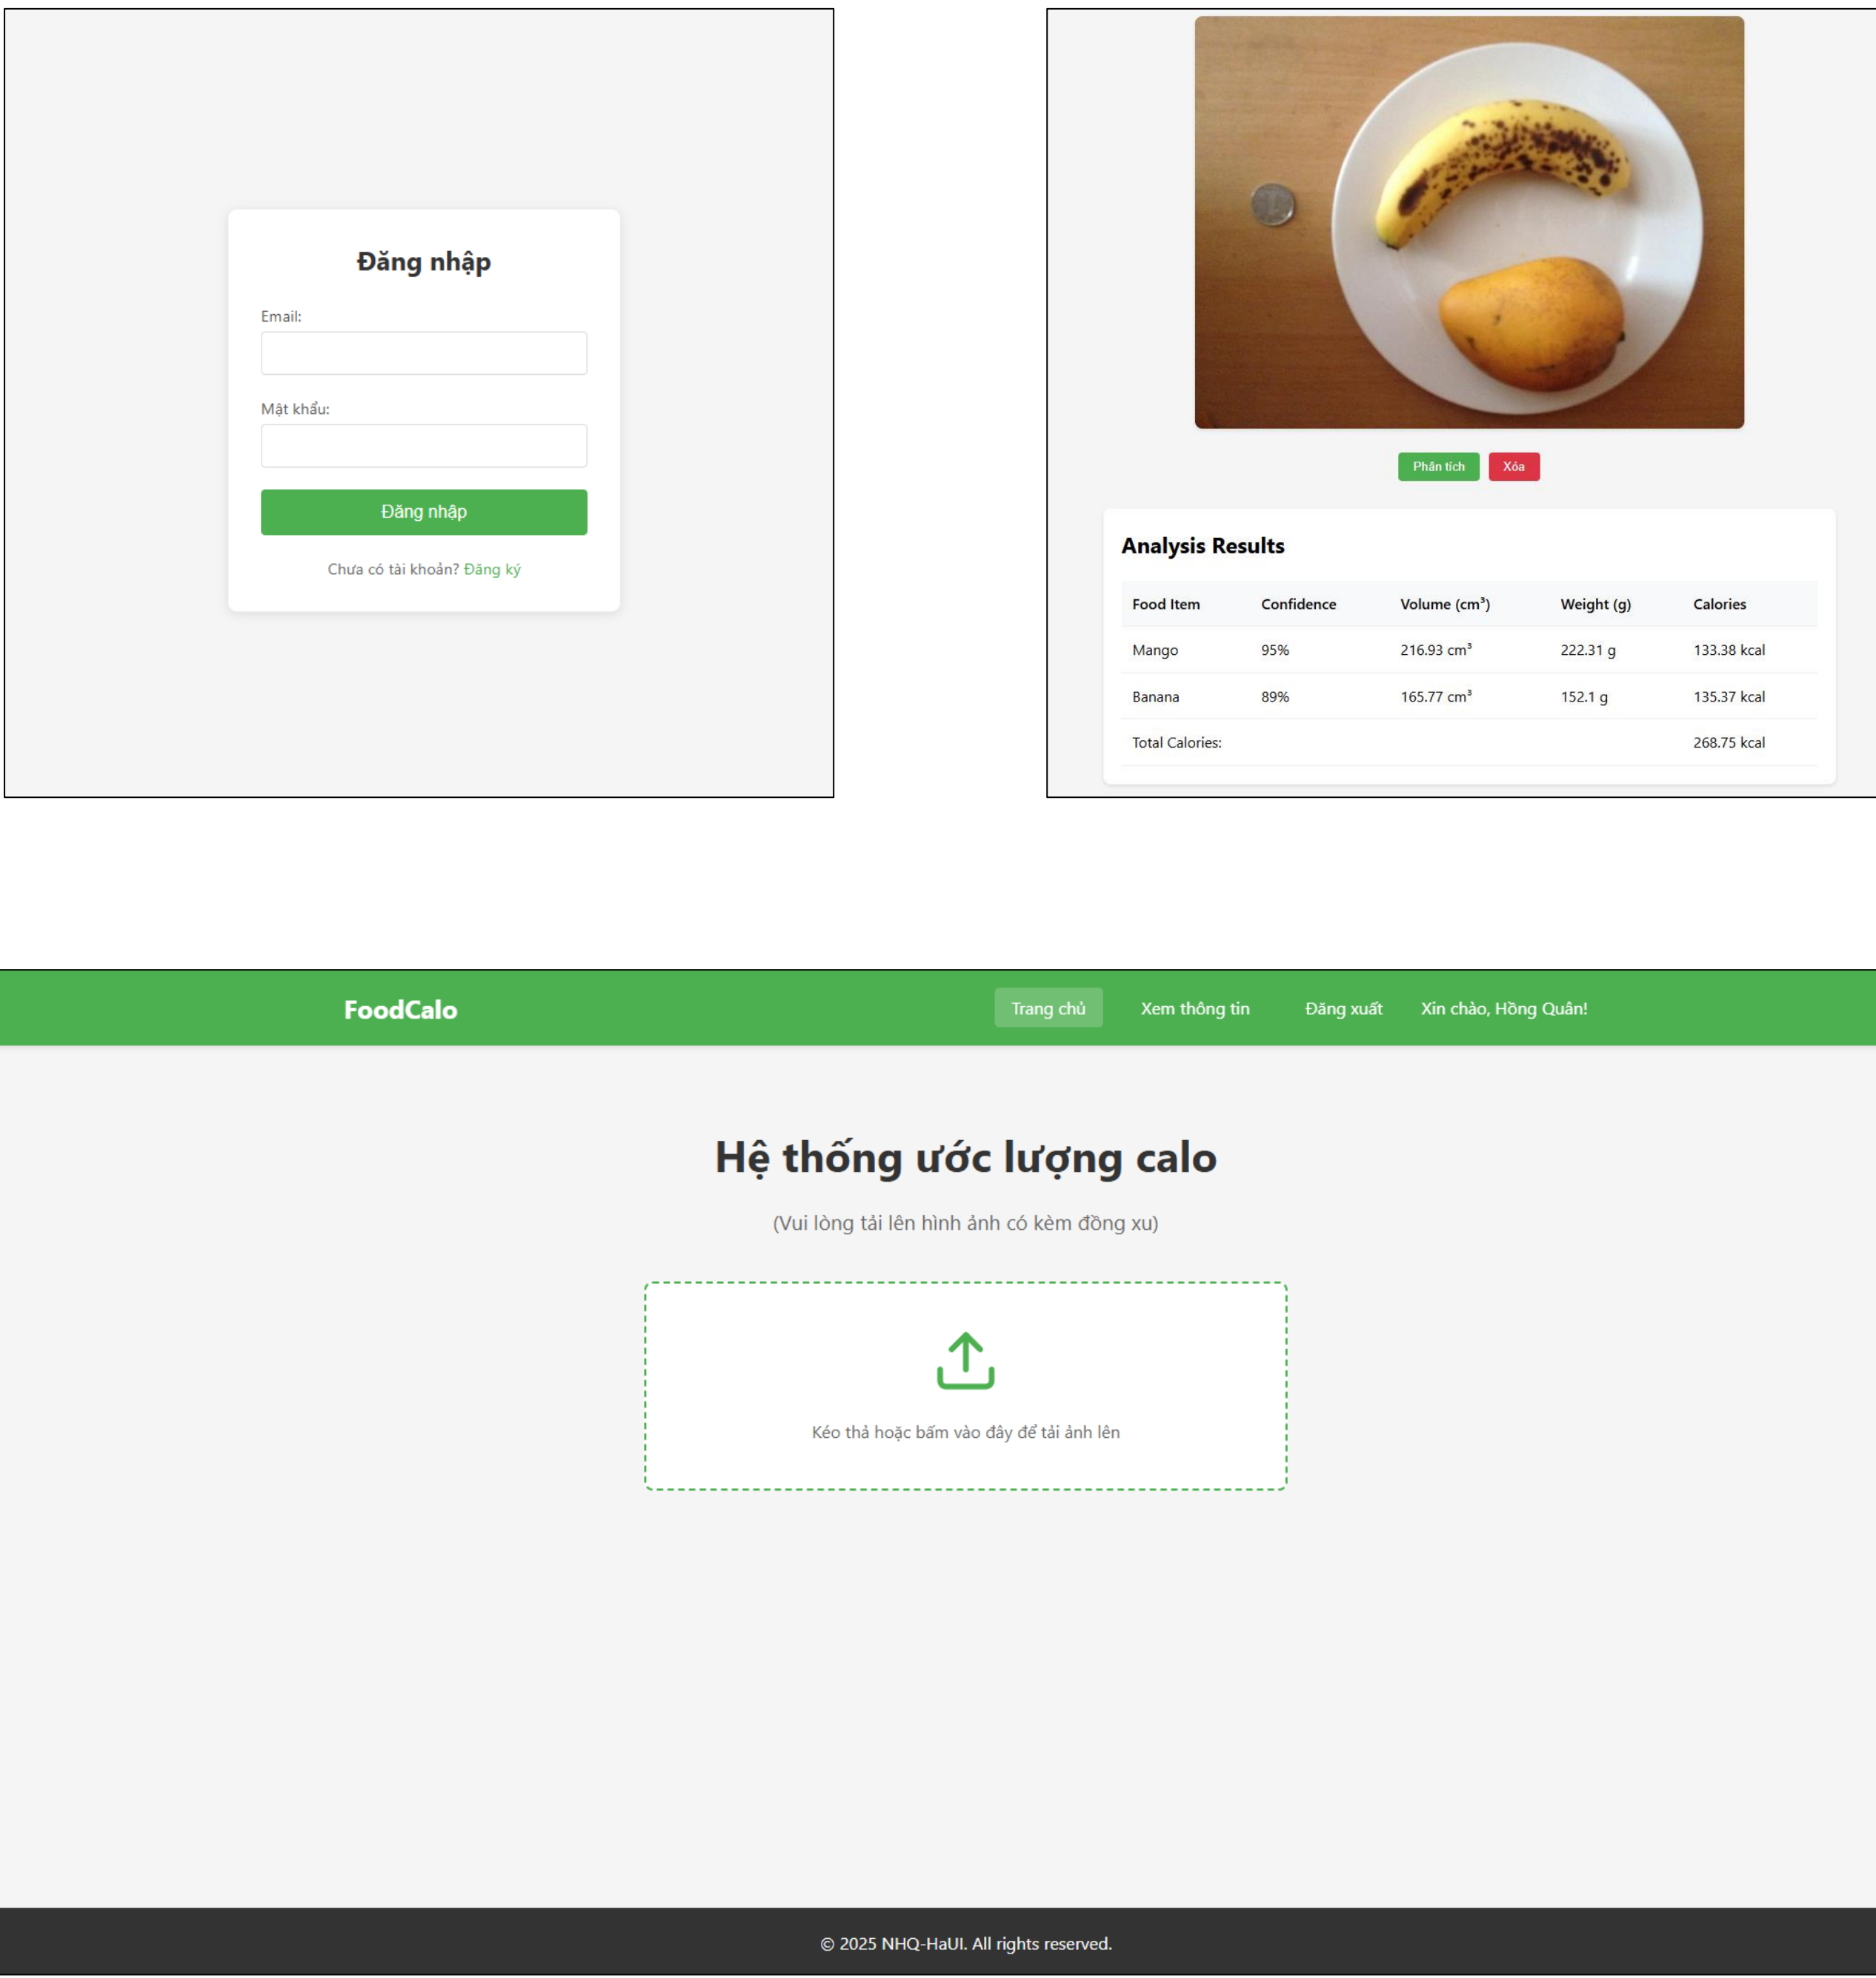 Đăng nhập
Email:
Mật khẩu:
Đăng nhập
Chưa có tài khoản? Đăng ký
Phân tích Xóa
Analysis Results
Food Item Confidence Volume (cm³) Weight (g) Calories
Mango 95% 216.93 cm³ 222.31 g 133.38 kcal
Banana 89% 165.77 cm³ 152.1 g 135.37 kcal
Total Calories: 268.75 kcal
FoodCalo Trang chủ Xem thông tin Đăng xuất Xin chào, Hồng Quân!
Hệ thống ước lượng calo
(Vui lòng tải lên hình ảnh có kèm đồng xu)
Kéo thả hoặc bấm vào đây để tải ảnh lên
© 2025 NHQ-HaUI. All rights reserved.